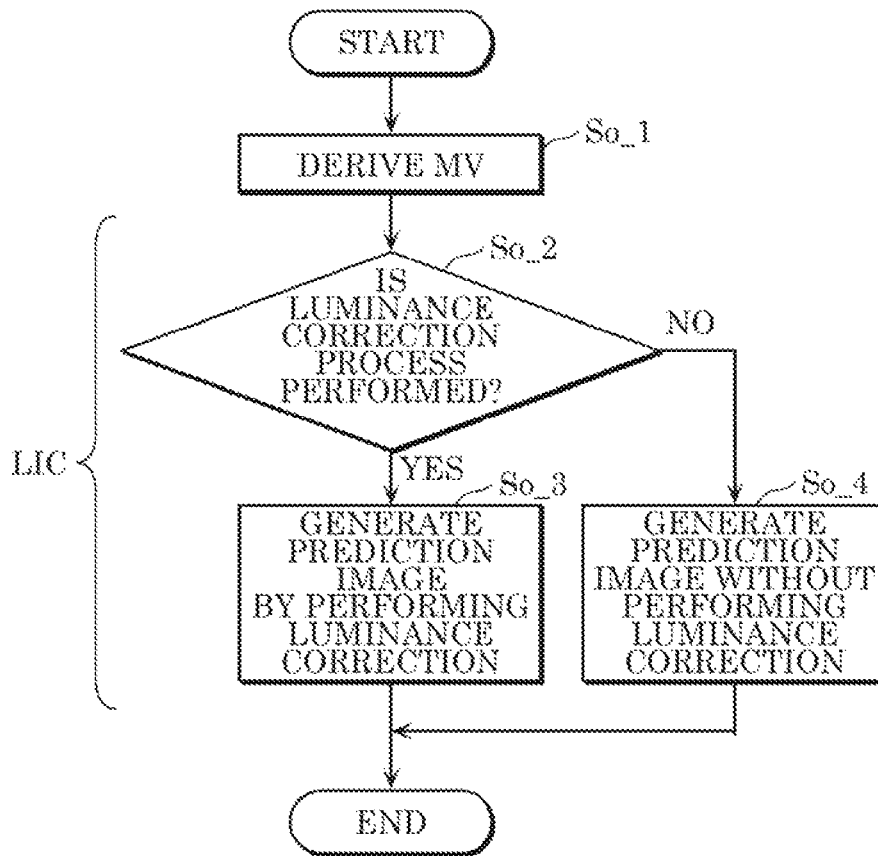 START
So_1
DERIVE MV
So_2
IS
LUMINANCE
CORRECTION
PROCESS
PERFORMED?
NO
LIC
YES
So_3
GENERATE
PREDICTION
IMAGE
BY PERFORMING
LUMINANCE
CORRECTION
So_4
GENERATE
PREDICTION
IMAGE WITHOUT
PERFORMING
LUMINANCE
CORRECTION
END